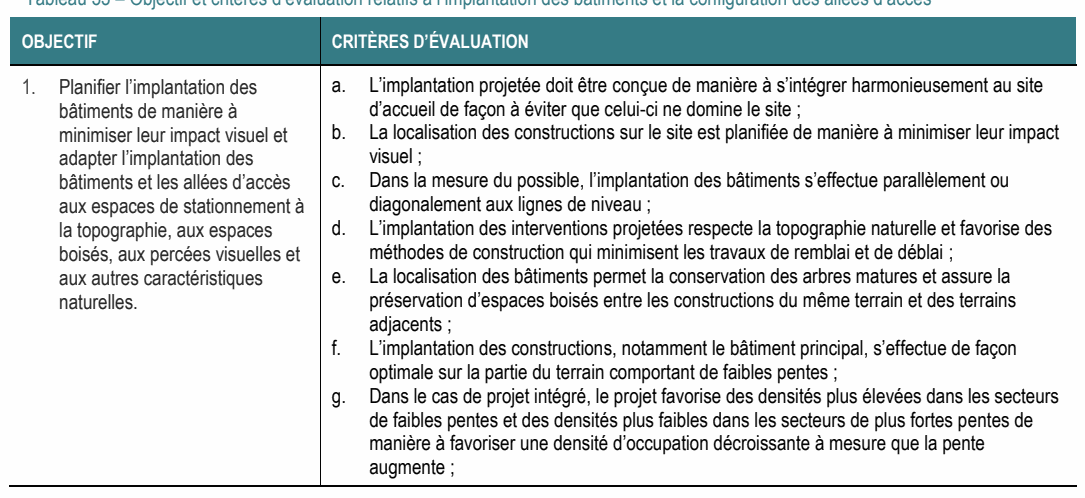 Tableau 55 – Objectif et critères d'évaluation relatifs à l'implantation des bâtiments et la configuration des allées d'accès
OBJECTIF
CRITÈRES D'ÉVALUATION
1. Planifier l'implantation des
bâtiments de manière à
minimiser leur impact visuel et
adapter l'implantation des
bâtiments et les allées d'accès
aux espaces de stationnement à
la topographie, aux espaces
boisés, aux percées visuelles et
aux autres caractéristiques
naturelles.
a. L'implantation projetée doit être conçue de manière à s'intégrer harmonieusement au site
d'accueil de façon à éviter que celui-ci ne domine le site ;
b. La localisation des constructions sur le site est planifiée de manière à minimiser leur impact
visuel ;
c. Dans la mesure du possible, l'implantation des bâtiments s'effectue parallèlement ou
diagonalement aux lignes de niveau ;
d. L'implantation des interventions projetées respecte la topographie naturelle et favorise des
méthodes de construction qui minimisent les travaux de remblai et de déblai ;
e. La localisation des bâtiments permet la conservation des arbres matures et assure la
préservation d'espaces boisés entre les constructions du même terrain et des terrains
adjacents ;
f. L'implantation des constructions, notamment le bâtiment principal, s'effectue de façon
optimale sur la partie du terrain comportant de faibles pentes ;
g. Dans le cas de projet intégré, le projet favorise des densités plus élevées dans les secteurs
de faibles pentes et des densités plus faibles dans les secteurs de plus fortes pentes de
manière à favoriser une densité d'occupation décroissante à mesure que la pente
augmente ;